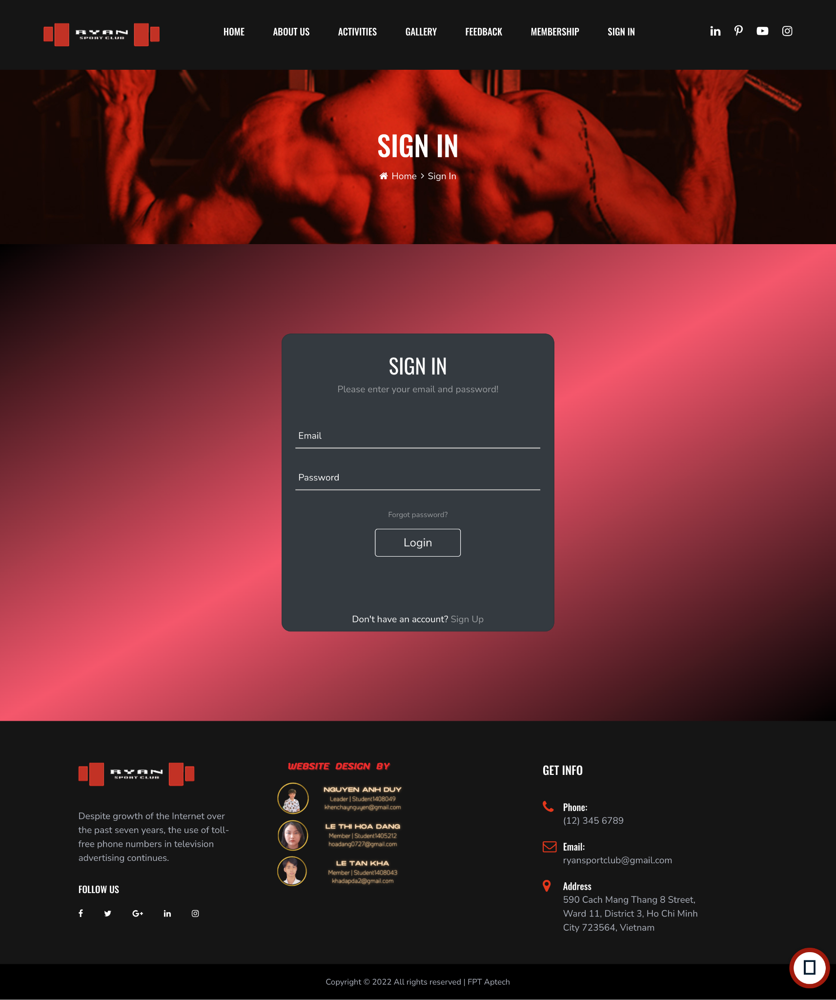 RYAN
SPORT CLUB
HOME
ABOUT US
ACTIVITIES
GALLERY
FEEDBACK
MEMBERSHIP
SIGN IN
SIGN IN
Home
Sign In
SIGN IN
Please enter your email and password!
Email
Password
Forgot password?
Login
Don't have an account? Sign Up
RYAN
SPORT CLUB
Despite growth of the Internet over
the past seven years, the use of toll-
free phone numbers in television
advertising continues.
FOLLOW US
WEBSITE DESIGN BY
NGUYEN ANH DUY
Leader | Student1408049
khenchaynguyen@gmail.com
LE THI HOA DANG
Member | Student1405212
hoadang0727@gmail.com
LE TAN KHA
Member | Student1408043
khadapda2@gmail.com
GET INFO
Phone:
(12) 345 6789
Email:
ryansportclub@gmail.com
Address
590 Cach Mang Thang 8 Street,
Ward 11, District 3, Ho Chi Minh
City 723564, Vietnam
Copyright © 2022 All rights reserved | FPT Aptech